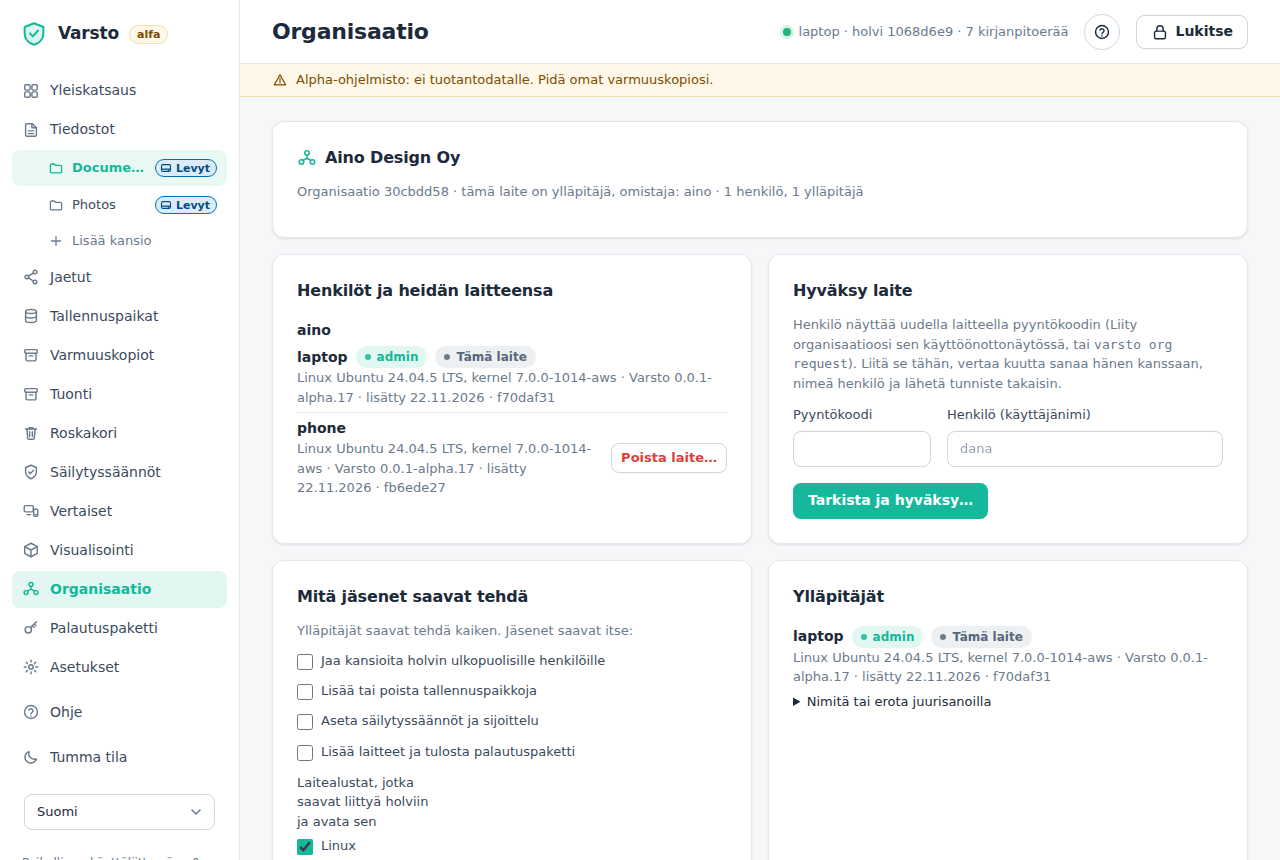 Varsto alfa
Yleiskatsaus
Tiedostot
Docume… Levyt
Photos Levyt
Lisää kansio
Jaetut
Tallennuspaikat
Varmuuskopiot
Tuonti
Roskakori
Säilytyssäännöt
Vertaiset
Visualisointi
Organisaatio
Palautuspaketti
Asetukset
Ohje
Tumma tila
Suomi
Organisaatio
laptop · holvi 1068d6e9 · 7 kirjanpitoerää
Lukitse
Alpha-ohjelmisto: ei tuotantodatalle. Pidä omat varmuuskopiosi.
Aino Design Oy
Organisaatio 30cbdd58 · tämä laite on ylläpitäjä, omistaja: aino · 1 henkilö, 1 ylläpitäjä
Henkilöt ja heidän laitteensa
aino
laptop admin Tämä laite
Linux Ubuntu 24.04.5 LTS, kernel 7.0.0-1014-aws · Varsto 0.0.1-
alpha.17 · lisätty 22.11.2026 · f70daf31
phone
Linux Ubuntu 24.04.5 LTS, kernel 7.0.0-1014-
aws · Varsto 0.0.1-alpha.17 · lisätty
22.11.2026 · fb6ede27
Poista laite…
Hyväksy laite
Henkilö näyttää uudella laitteella pyyntökoodin (Liity
organisaatioosi sen käyttöönottonäytössä, tai varsto org
request). Liitä se tähän, vertaa kuutta sanaa hänen kanssaan,
nimeä henkilö ja lähetä tunniste takaisin.
Pyyntökoodi
Henkilö (käyttäjänimi)
dana
Tarkista ja hyväksy…
Mitä jäsenet saavat tehdä
Ylläpitäjät saavat tehdä kaiken. Jäsenet saavat itse:
Jaa kansioita holvin ulkopuolisille henkilöille
Lisää tai poista tallennuspaikkoja
Aseta säilytyssäännöt ja sijoittelu
Lisää laitteet ja tulosta palautuspaketti
Laitealustat, jotka
saavat liittyä holviin
ja avata sen
Linux
Ylläpitäjät
laptop admin Tämä laite
Linux Ubuntu 24.04.5 LTS, kernel 7.0.0-1014-aws · Varsto 0.0.1-
alpha.17 · lisätty 22.11.2026 · f70daf31
Nimitä tai erota juurisanoilla